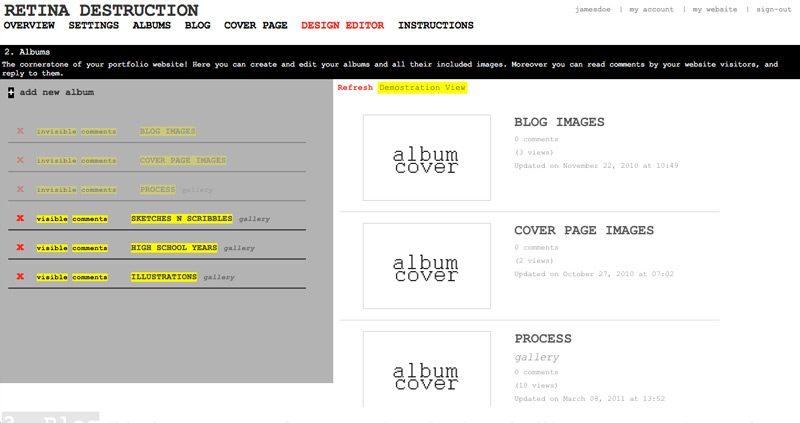 RETINA DESTRUCTION
jamesdoe | my account | my website | sign-out
OVERVIEW SETTINGS ALBUMS BLOG COVER PAGE DESIGN EDITOR INSTRUCTIONS
2. Albums
The cornerstone of your portfolio website! Here you can create and edit your albums and all their included images. Moreover you can read comments by your website visitors, and
reply to them.
+ add new album
X invisible comments BLOG IMAGES
X invisible comments COVER PAGE IMAGES
X invisible comments PROCESS gallery
X visible comments SKETCHES N SCRIBBLES gallery
X visible comments HIGH SCHOOL YEARS gallery
X visible comments ILLUSTRATIONS gallery
Refresh Demostration View
album
cover
BLOG IMAGES
0 comments
(3 views)
Updated on November 22, 2010 at 10:49
album
cover
COVER PAGE IMAGES
0 comments
(2 views)
Updated on October 27, 2010 at 07:02
album
cover
PROCESS
gallery
0 comments
(10 views)
Updated on March 08, 2011 at 13:52